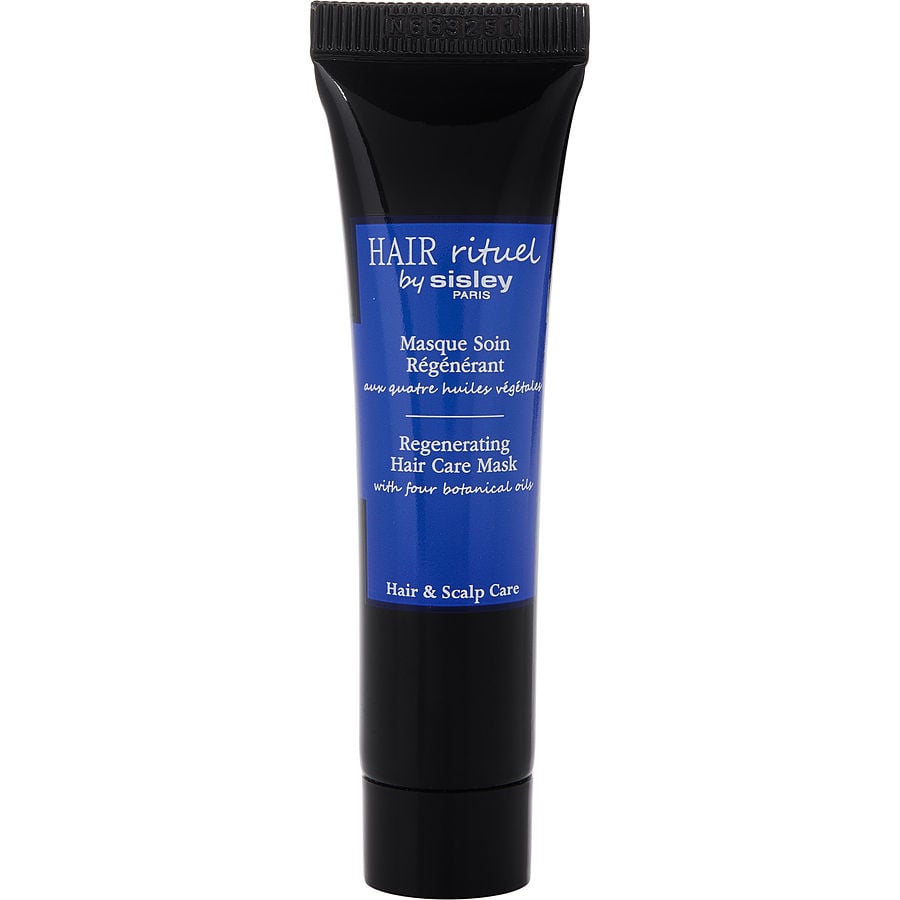 N663251
HAIR rituel
by sisley
PARIS
Masque Soin
Régénérant
aux quatre huiles végétales
Regenerating
Hair Care Mask
with four botanical oils
Hair & Scalp Care